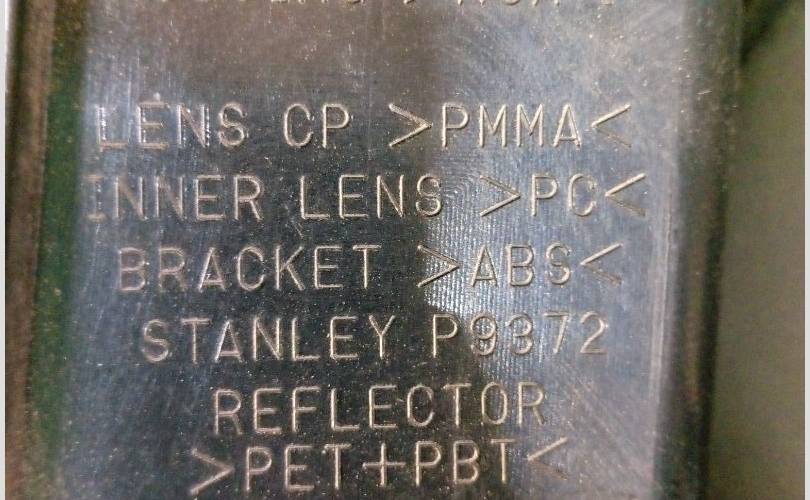 LENS CP >PMMA<
INNER LENS >PC<
BRACKET >ABS<
STANLEY P9372
REFLECTOR
>PET+PBT<